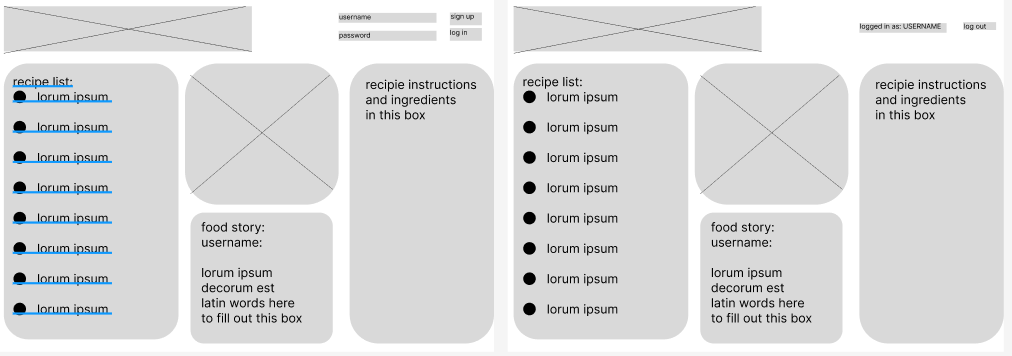 username
sign up
password
log in
recipe list:
lorum ipsum
lorum ipsum
lorum ipsum
lorum ipsum
lorum ipsum
lorum ipsum
lorum ipsum
lorum ipsum
food story:
username:
lorum ipsum
decorum est
latin words here
to fill out this box
recipie instructions
and ingredients
in this box
logged in as: USERNAME
log out
recipe list:
lorum ipsum
lorum ipsum
lorum ipsum
lorum ipsum
lorum ipsum
lorum ipsum
lorum ipsum
lorum ipsum
food story:
username:
lorum ipsum
decorum est
latin words here
to fill out this box
recipie instructions
and ingredients
in this box